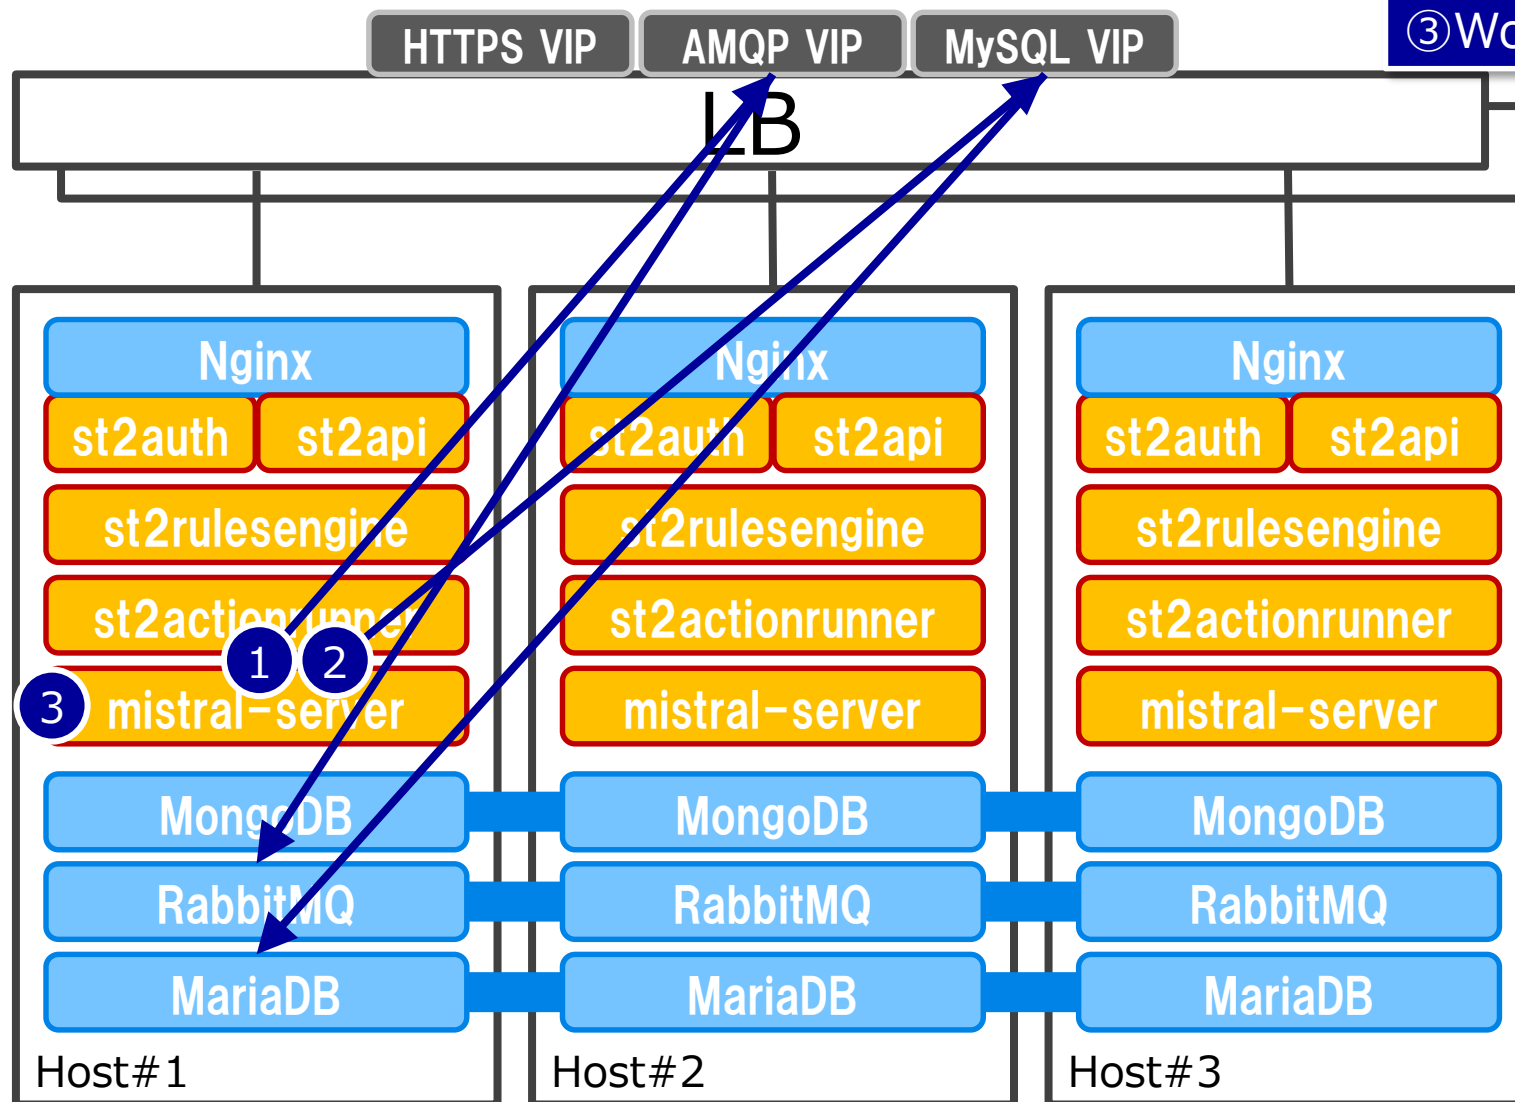 HTTPS VIP
AMQP VIP
MySQL VIP
LB
Nginx
st2auth
st2api
st2rulesengine
st2actionrunner
1
2
3
mistral-server
MongoDB
RabbitMQ
MariaDB
Host#1
Nginx
st2auth
st2api
st2rulesengine
st2actionrunner
mistral-server
MongoDB
RabbitMQ
MariaDB
Host#2
Nginx
st2auth
st2api
st2rulesengine
st2actionrunner
mistral-server
MongoDB
RabbitMQ
MariaDB
Host#3